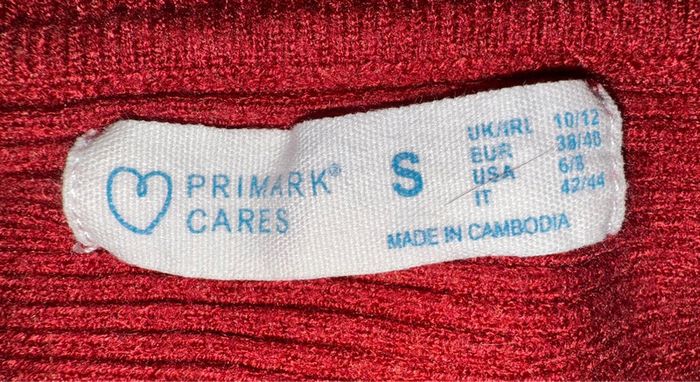 PRIMARK®
CARES
S
UK/IRL 10/12
EUR 38/40
USA 6/8
IT 42/44
MADE IN CAMBODIA